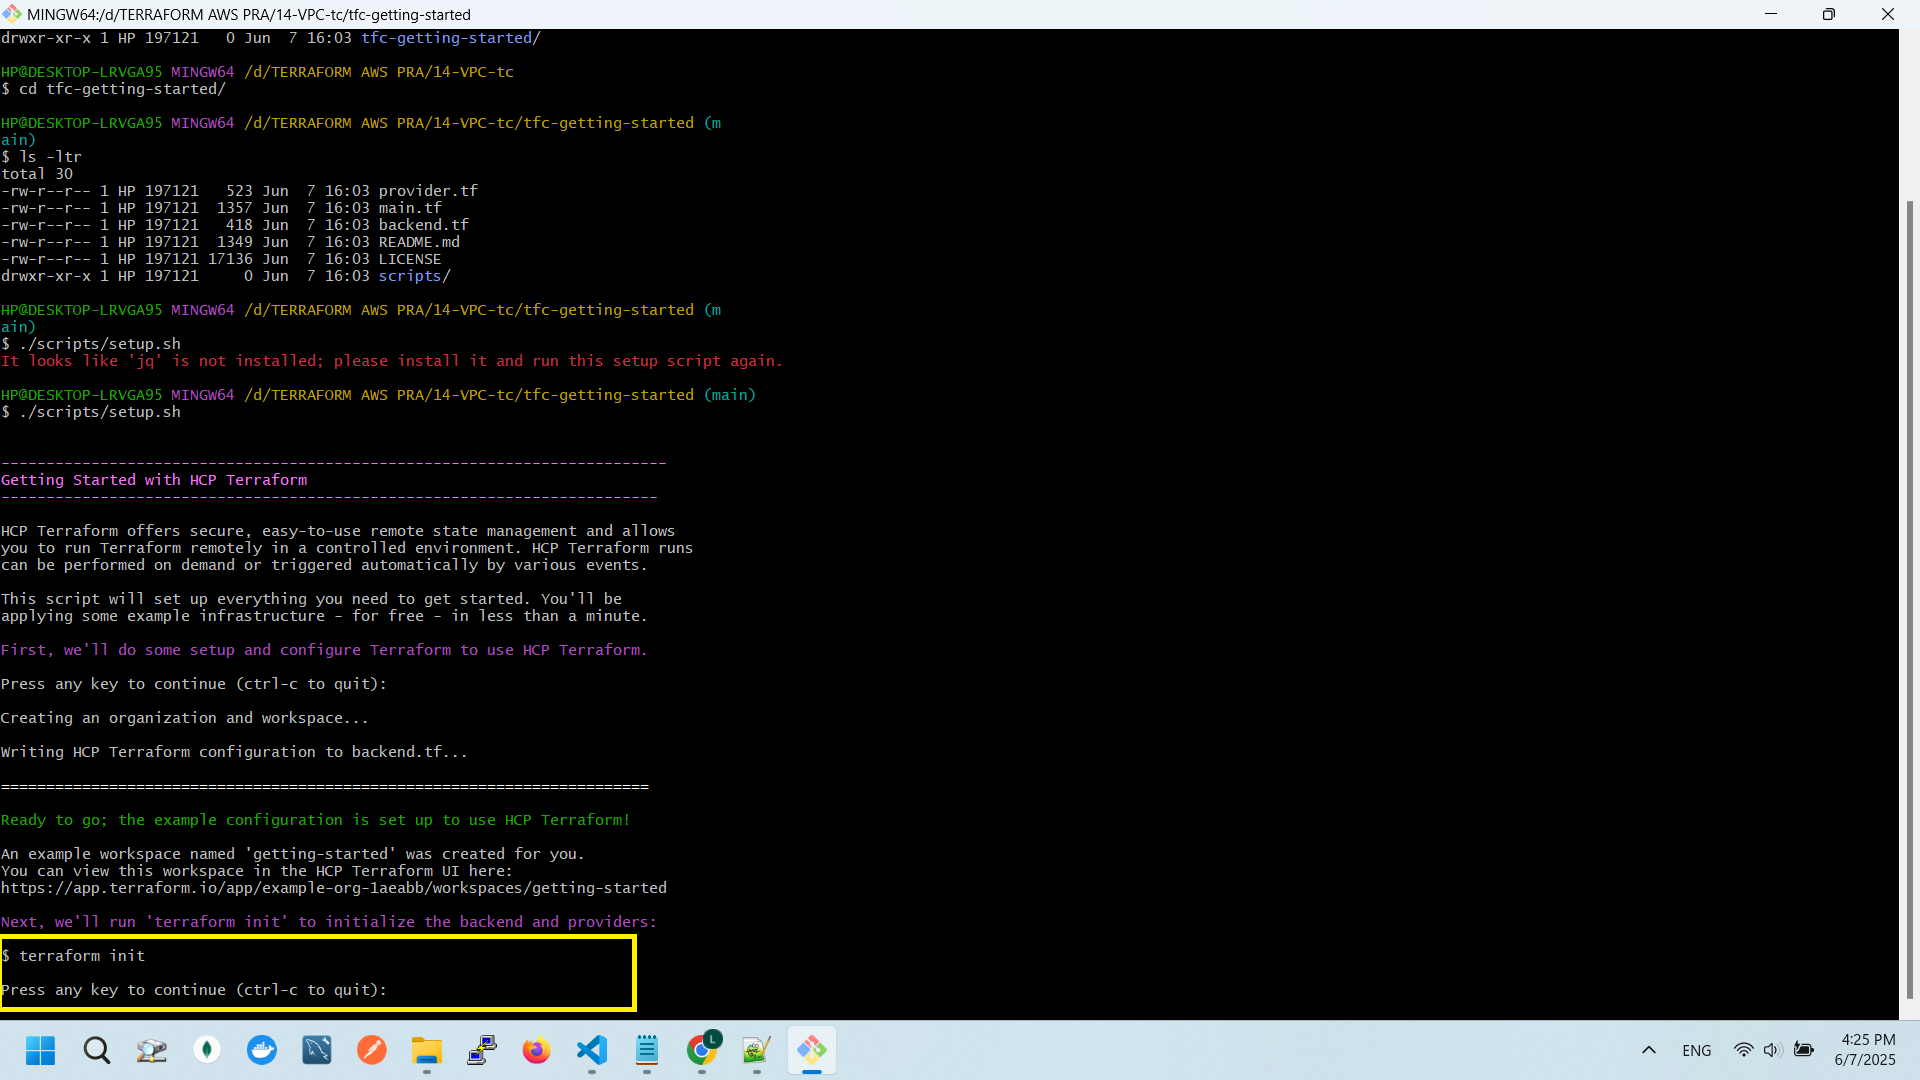 MINGW64:/d/TERRAFORM AWS PRA/14-VPC-tc/tfc-getting-started
drwxr-xr-x 1 HP 197121   0 Jun  7 16:03 tfc-getting-started/
HP@DESKTOP-LRVGA95 MINGW64 /d/TERRAFORM AWS PRA/14-VPC-tc
$ cd tfc-getting-started/
HP@DESKTOP-LRVGA95 MINGW64 /d/TERRAFORM AWS PRA/14-VPC-tc/tfc-getting-started (m
ain)
$ ls -ltr
total 30
-rw-r--r-- 1 HP 197121   523 Jun  7 16:03 provider.tf
-rw-r--r-- 1 HP 197121  1357 Jun  7 16:03 main.tf
-rw-r--r-- 1 HP 197121   418 Jun  7 16:03 backend.tf
-rw-r--r-- 1 HP 197121  1349 Jun  7 16:03 README.md
-rw-r--r-- 1 HP 197121 17136 Jun  7 16:03 LICENSE
drwxr-xr-x 1 HP 197121     0 Jun  7 16:03 scripts/
HP@DESKTOP-LRVGA95 MINGW64 /d/TERRAFORM AWS PRA/14-VPC-tc/tfc-getting-started (m
ain)
$ ./scripts/setup.sh
It looks like 'jq' is not installed; please install it and run this setup script again.
HP@DESKTOP-LRVGA95 MINGW64 /d/TERRAFORM AWS PRA/14-VPC-tc/tfc-getting-started (main)
$ ./scripts/setup.sh
--------------------------------------------------------------------------
Getting Started with HCP Terraform
-------------------------------------------------------------------------
HCP Terraform offers secure, easy-to-use remote state management and allows
you to run Terraform remotely in a controlled environment. HCP Terraform runs
can be performed on demand or triggered automatically by various events.
This script will set up everything you need to get started. You'll be
applying some example infrastructure - for free - in less than a minute.
First, we'll do some setup and configure Terraform to use HCP Terraform.
Press any key to continue (ctrl-c to quit):
Creating an organization and workspace...
Writing HCP Terraform configuration to backend.tf...
========================================================================
Ready to go; the example configuration is set up to use HCP Terraform!
An example workspace named 'getting-started' was created for you.
You can view this workspace in the HCP Terraform UI here:
https://app.terraform.io/app/example-org-1aeabb/workspaces/getting-started
Next, we'll run 'terraform init' to initialize the backend and providers:
$ terraform init
Press any key to continue (ctrl-c to quit):
L
ENG
4:25 PM
6/7/2025